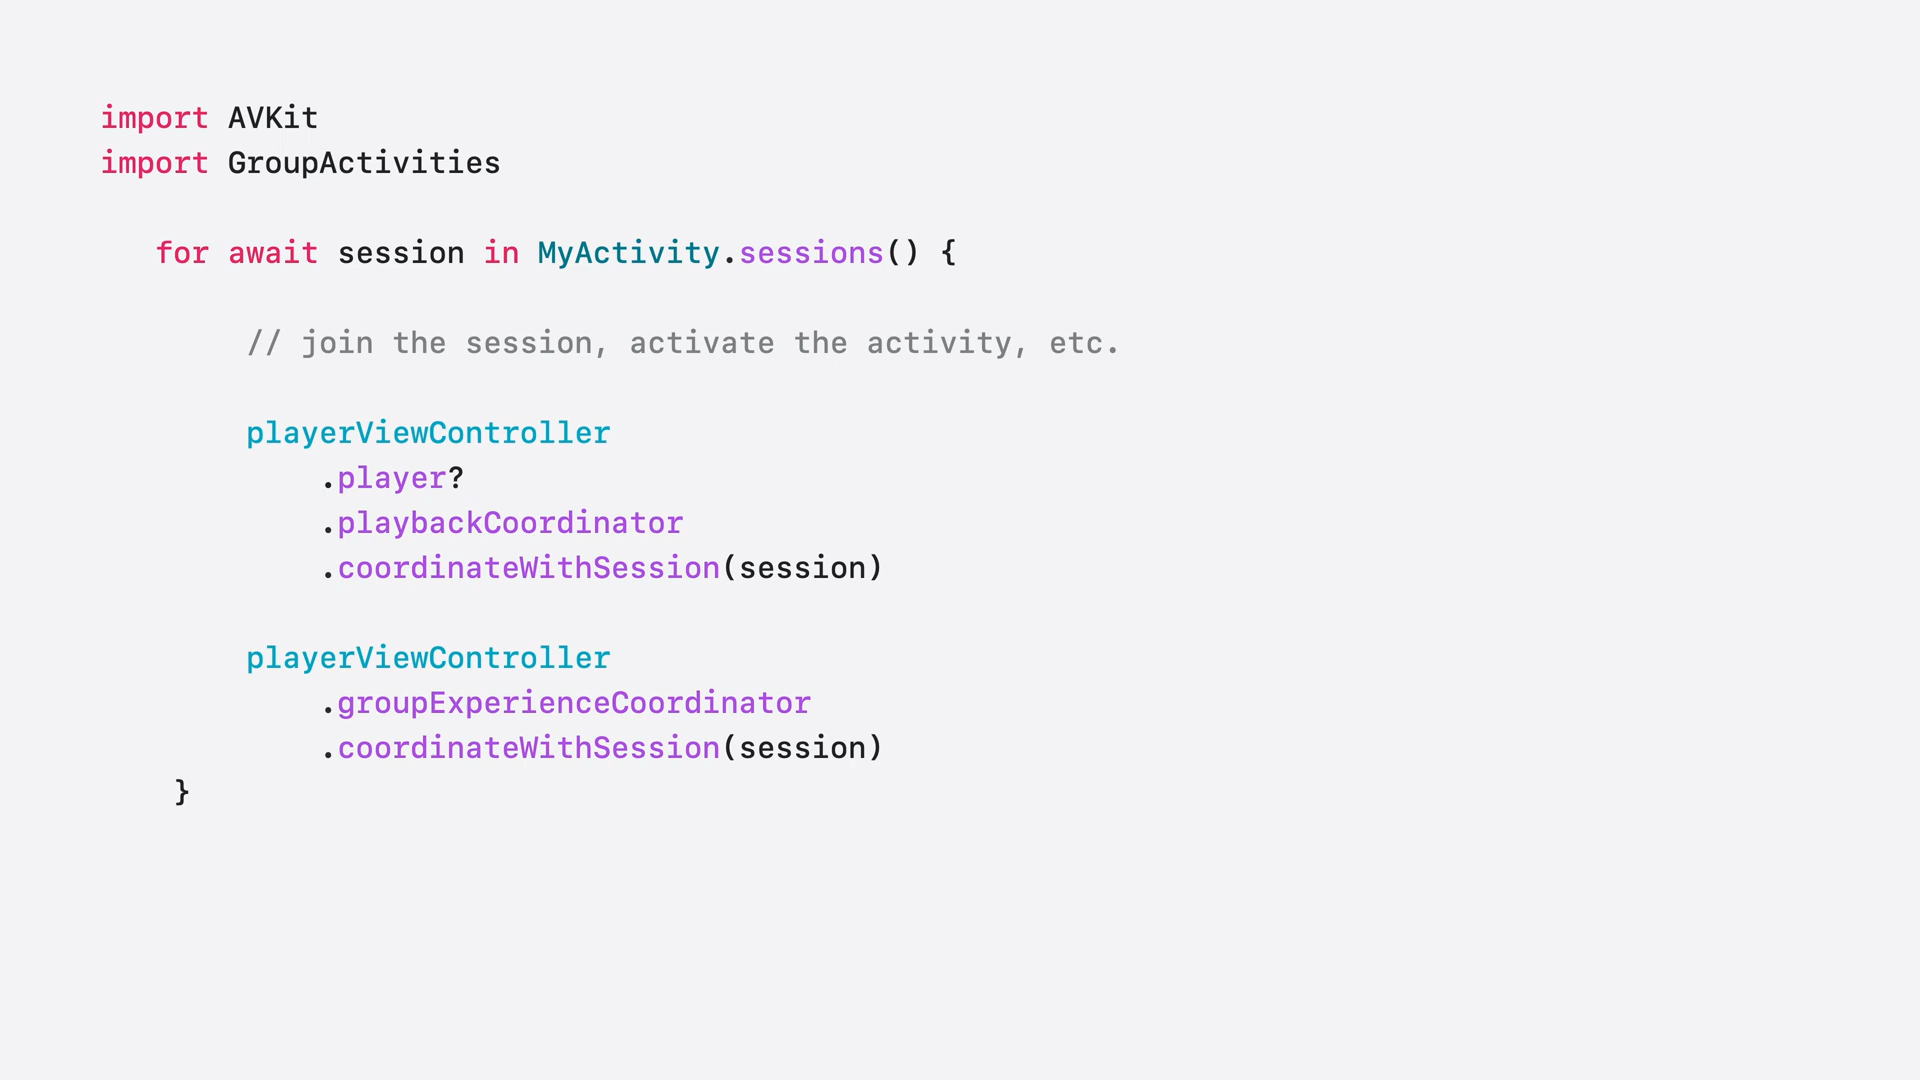 import AVKit
import GroupActivities
for await session in MyActivity.sessions() {
// join the session, activate the activity, etc.
playerViewController
.player?
.playbackCoordinator
.coordinateWithSession(session)
playerViewController
.groupExperienceCoordinator
.coordinateWithSession(session)
}